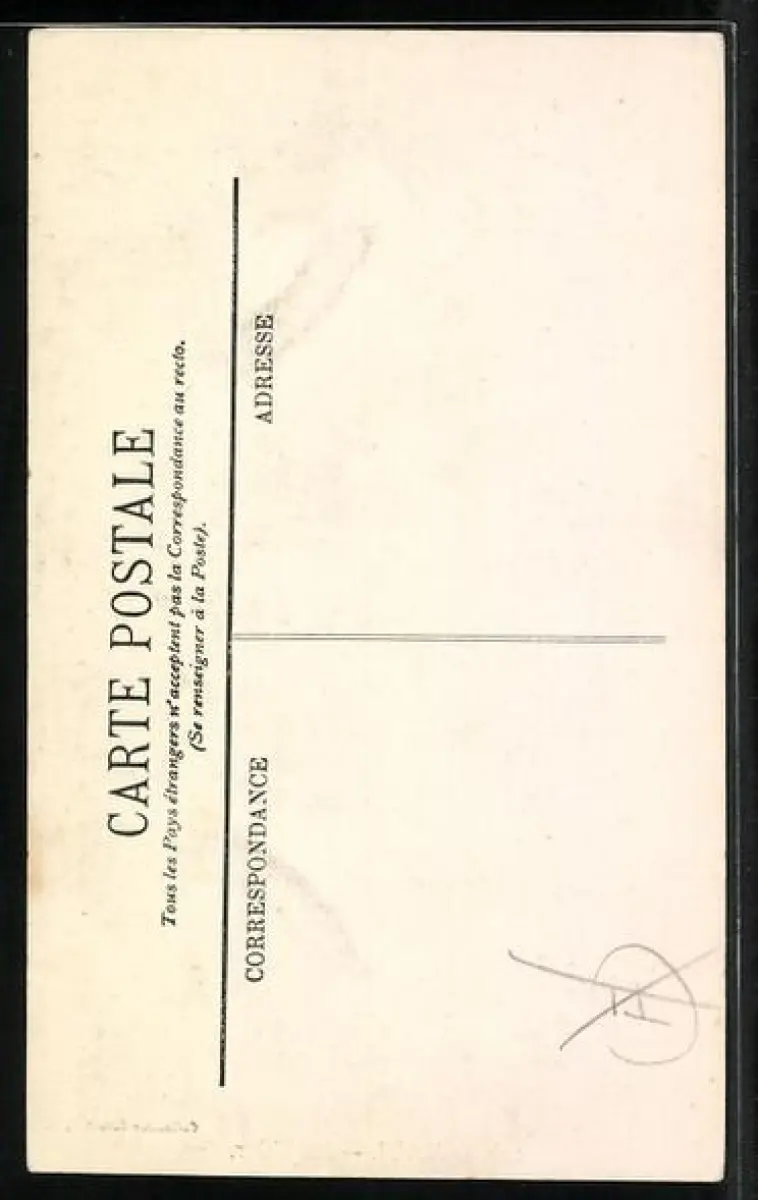 CARTE POSTALE
Tous les Pays étrangers n'acceptent pas la Correspondance au recto.
(Se renseigner à la Poste).
CORRESPONDANCE
ADRESSE